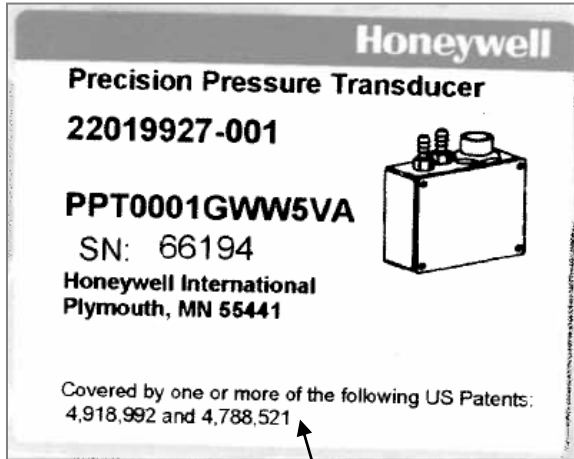 Honeywell
Precision Pressure Transducer
22019927-001
PPT0001GWW5VA
SN: 66194
Honeywell International
Plymouth, MN 55441
Covered by one or more of the following US Patents:
4,918,992 and 4,788,521